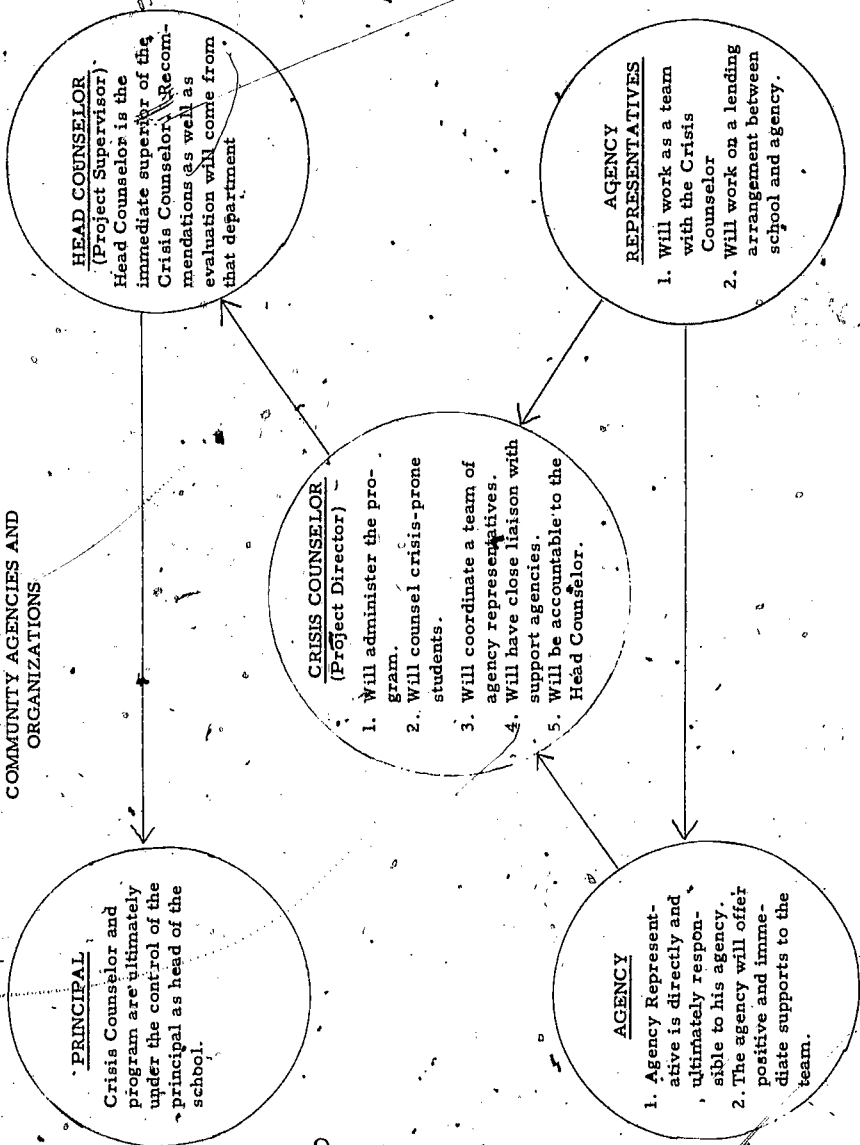 COMMUNITY AGENCIES AND
ORGANIZATIONS
PRINCIPAL
Crisis Counselor and
program are ultimately
under the control of the
principal as head of the
school.
HEAD COUNSELOR
(Project Supervisor)
Head Counselor is the
immediate superior of the
Crisis Counselor. Recom-
mendations as well as
evaluation will come from
that department
CRISIS COUNSELOR
(Project Director)
1. Will administer the pro-
gram.
2. Will counsel crisis-prone
students.
3. Will coordinate a team of
agency representatives.
4. Will have close liaison with
support agencies.
5. Will be accountable to the
Head Counselor.
AGENCY
1. Agency Represent-
ative is directly and
ultimately respon-
sible to his agency.
2. The agency will offer
positive and imme-
diate supports to the
team.
AGENCY
REPRESENTATIVES
1. Will work as a team
with the Crisis
Counselor
2. Will work on a lending
arrangement between
school and agency.